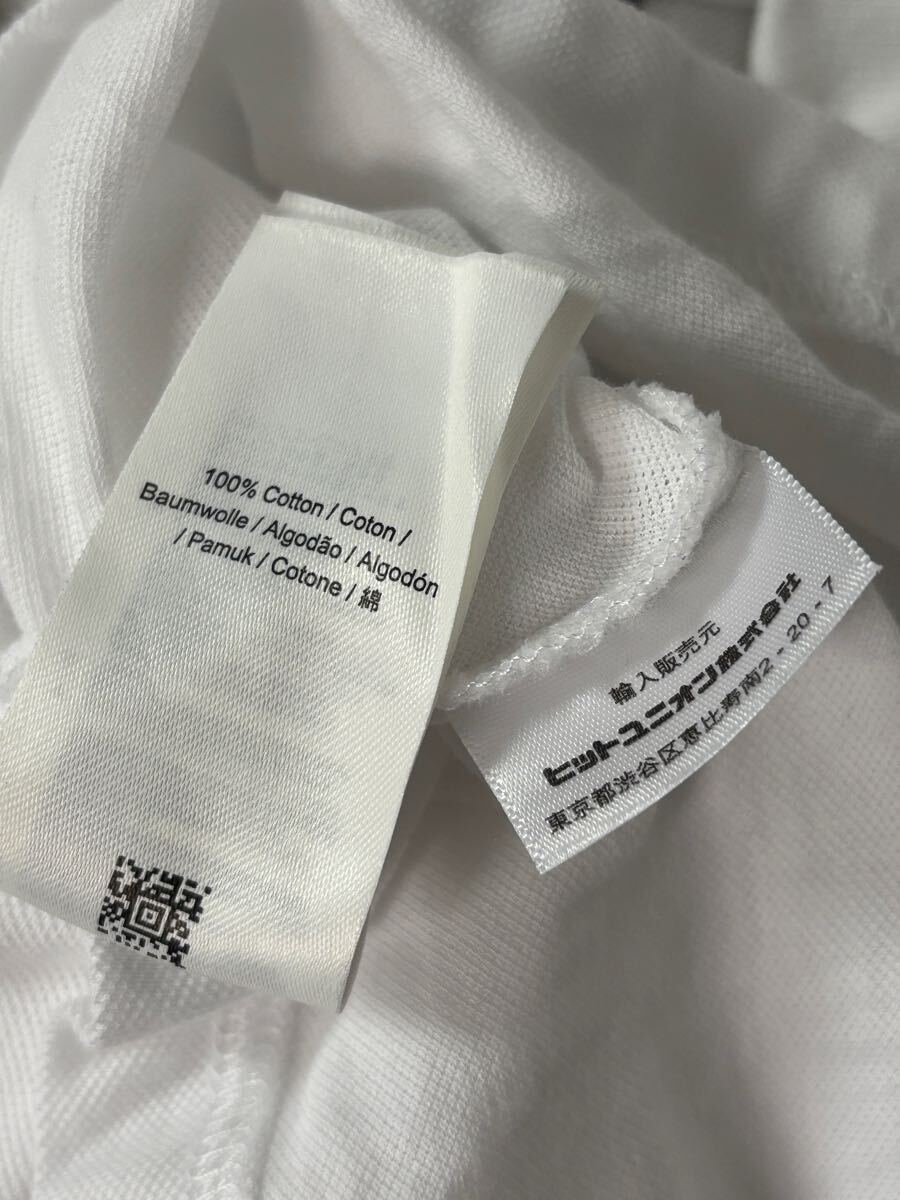 100% Cotton / Coton /
Baumwolle / Algodão / Algodón
/ Pamuk / Cotone / 綿
輸入販売元
ヒットユニオン株式会社
東京都渋谷区恵比寿南2-20-7